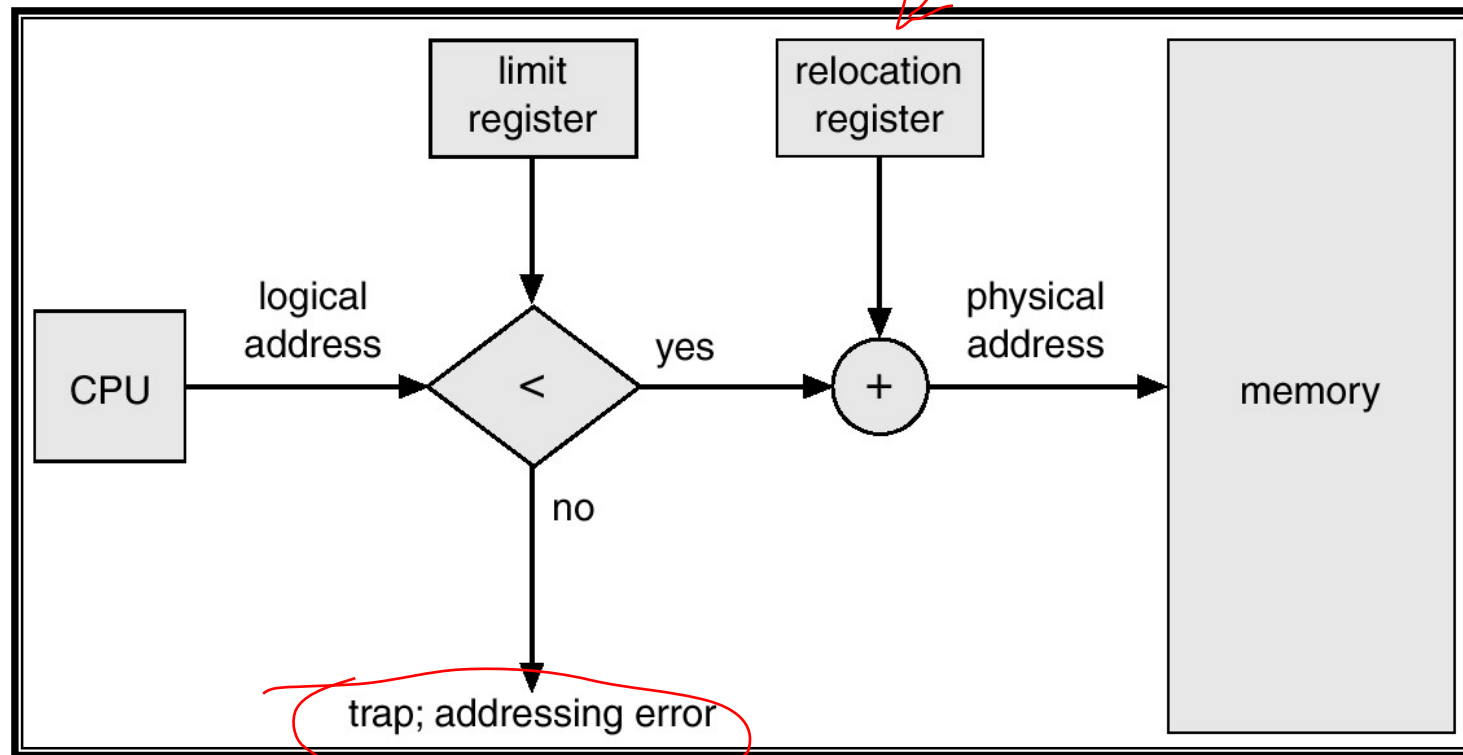 limit
register
relocation
register
logical
address
physical
address
CPU
<
yes
+
memory
no
trap; addressing error